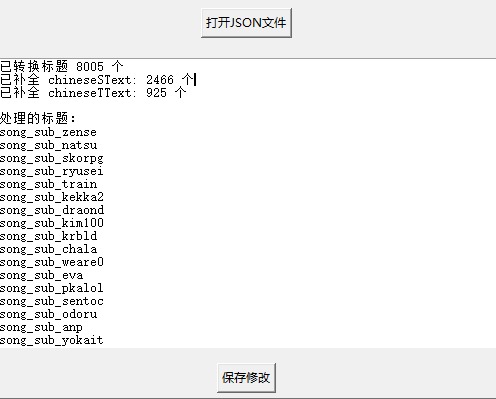 打开JSON文件
已转换标题 8005 个
已补全 chineseSText: 2466 个
已补全 chineseTText: 925 个
处理的标题:
song_sub_zense
song_sub_natsu
song_sub_skorpg
song_sub_ryusei
song_sub_train
song_sub_kekka2
song_sub_draond
song_sub_kim100
song_sub_krbld
song_sub_chala
song_sub_weare0
song_sub_eva
song_sub_pkalol
song_sub_sentoc
song_sub_odoru
song_sub_anp
song_sub_yokait
保存修改